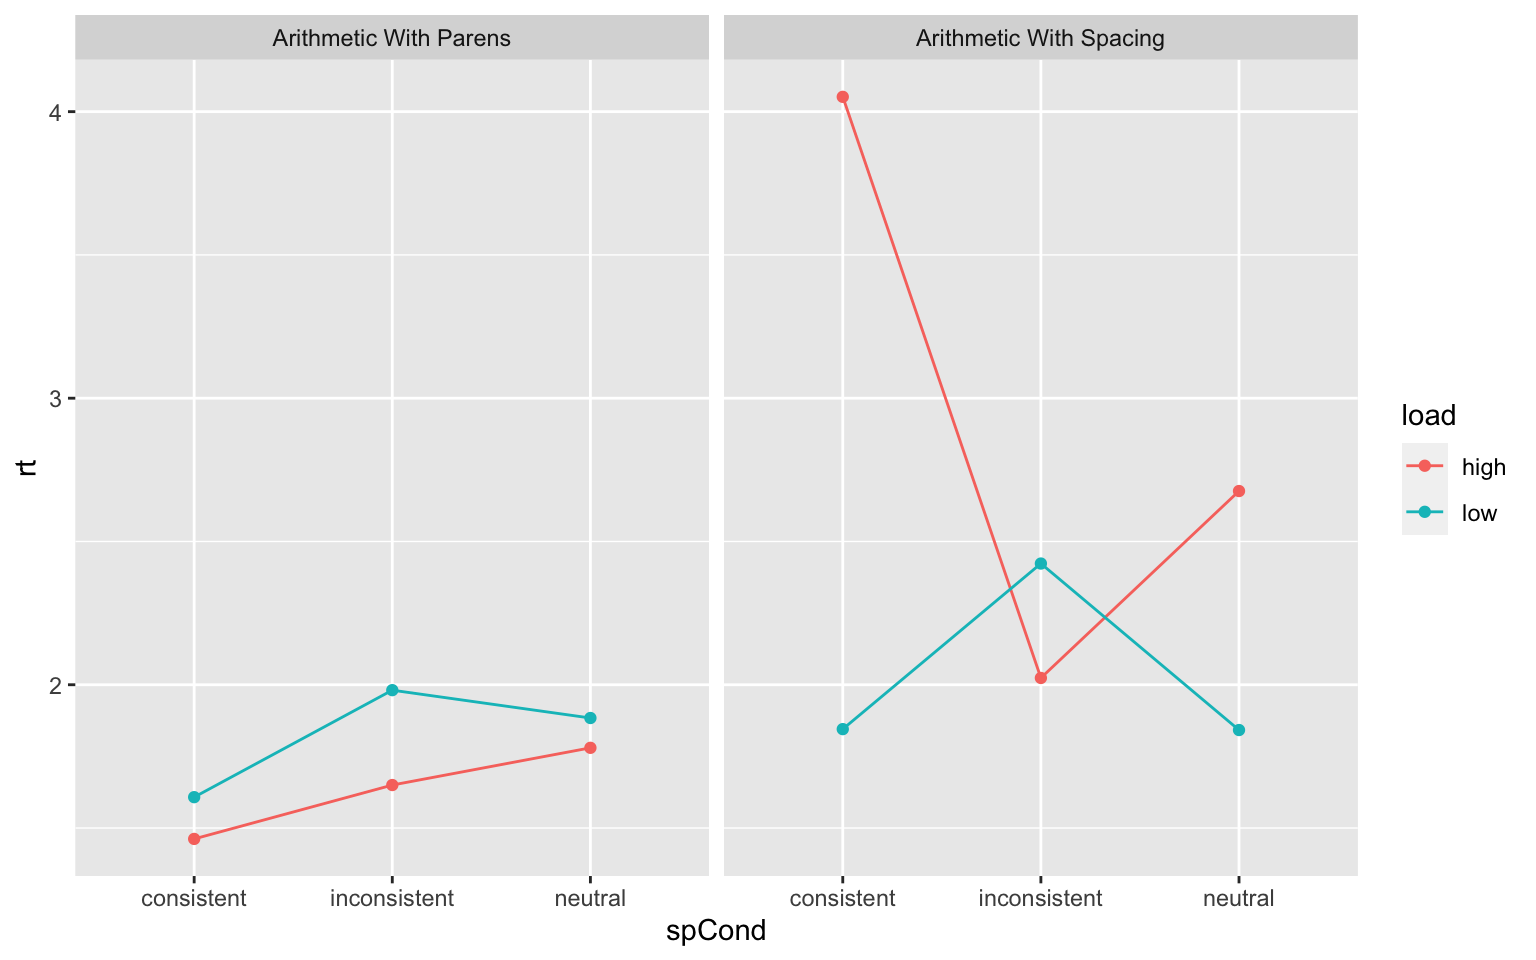 Arithmetic With Parens
Arithmetic With Spacing
4
3
2
rt
consistent inconsistent neutral
consistent inconsistent neutral
spCond
load
high
low